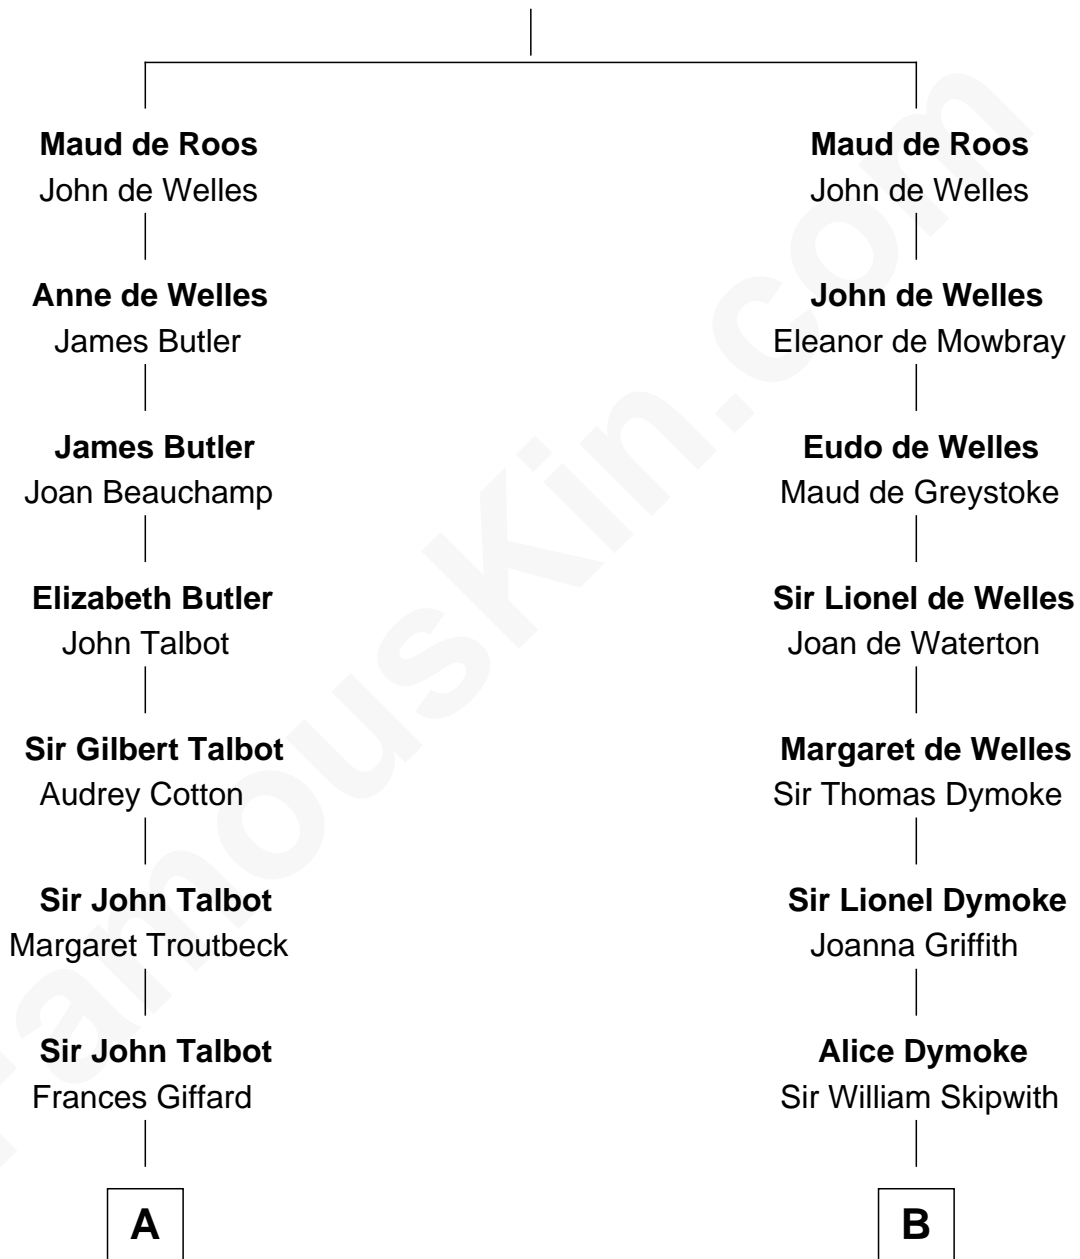 Maud de Roos
John de Welles
Anne de Welles
James Butler
James Butler
Joan Beauchamp
Elizabeth Butler
John Talbot
Sir Gilbert Talbot
Audrey Cotton
Sir John Talbot
Margaret Troutbeck
Sir John Talbot
Frances Giffard
A
Maud de Roos
John de Welles
John de Welles
Eleanor de Mowbray
Eudo de Welles
Maud de Greystoke
Sir Lionel de Welles
Joan de Waterton
Margaret de Welles
Sir Thomas Dymoke
Sir Lionel Dymoke
Joanna Griffith
Alice Dymoke
Sir William Skipwith
B
FamousKin.com